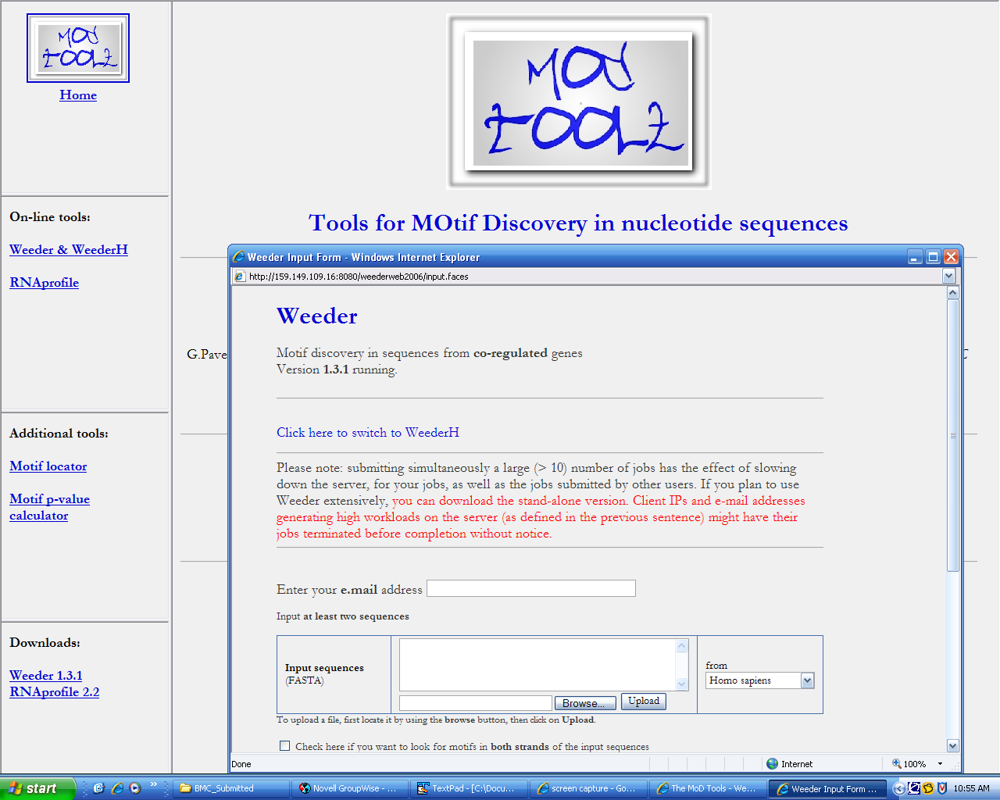 MOD
TOOLZ
Home
On-line tools:
Weeder & WeederH
RNAprofile
Additional tools:
Motif locator
Motif p-value
calculator
Downloads:
Weeder 1.3.1
RNAprofile 2.2
MOD
TOOLZ
Tools for MOtif Discovery in nucleotide sequences
G.Pave
Weeder Input Form - Windows Internet Explorer
http://159.149.109.16:8080/weederweb2006/input.faces
Weeder
Motif discovery in sequences from co-regulated genes
Version 1.3.1 running.
Click here to switch to WeederH
Please note: submitting simultaneously a large (> 10) number of jobs has the effect of slowing
down the server, for your jobs, as well as the jobs submitted by other users. If you plan to use
Weeder extensively, you can download the stand-alone version. Client IPs and e-mail addresses
generating high workloads on the server (as defined in the previous sentence) might have their
jobs terminated before completion without notice.
Enter your e.mail address
Input at least two sequences
Input sequences
(FASTA)
Browse...
Upload
from
Homo sapiens
To upload a file, first locate it by using the browse button, then click on Upload.
Check here if you want to look for motifs in both strands of the input sequences
Done
Internet
100%
start
BMC_Submitted
Novell GroupWise - ...
TextPad - [C:\Docu...
screen capture - Go...
The MoD Tools - We...
Weeder Input Form ...
10:55 AM